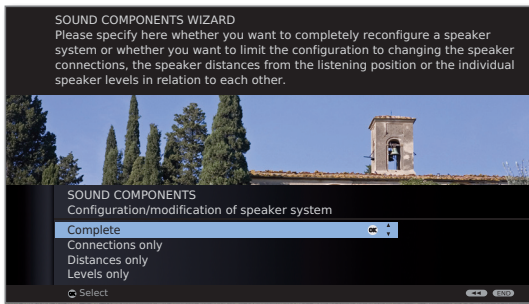 SOUND COMPONENTS WIZARD
Please specify here whether you want to completely reconfigure a speaker
system or whether you want to limit the configuration to changing the speaker
connections, the speaker distances from the listening position or the individual
speaker levels in relation to each other.
SOUND COMPONENTS
Configuration/modification of speaker system
Complete OK
Connections only
Distances only
Levels only
Select END